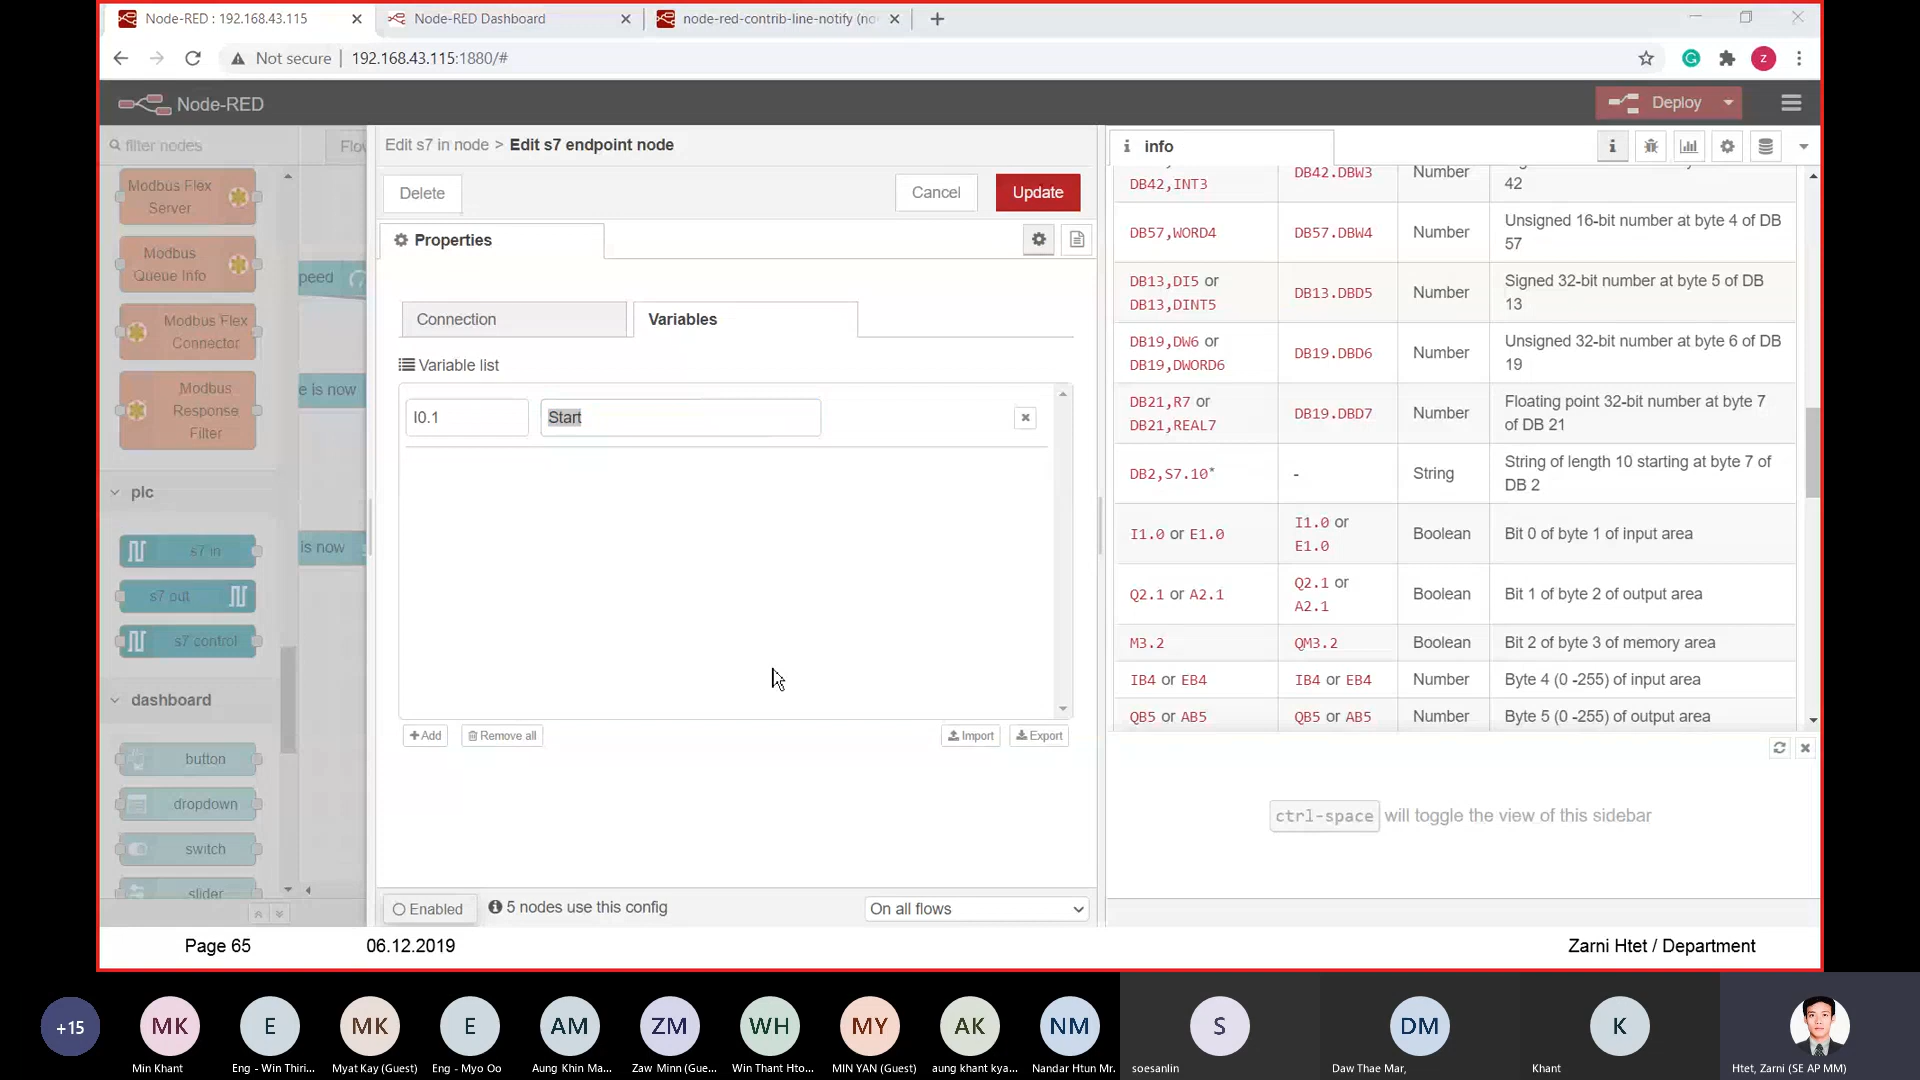 Node-RED : 192.168.43.115
Node-RED Dashboard
node-red-contrib-line-notify (no
Not secure
192.168.43.115:1880/#
Z
Node-RED
Deploy
filter nodes
Flo
Modbus Flex
Server
Modbus
Queue Info
Modbus Flex
Connector
Modbus
Response
Filter
plc
s7 in
s7 out
s7 control
dashboard
button
dropdown
switch
slider
peed
e is now
is now
Edit s7 in node > Edit s7 endpoint node
Delete
Cancel
Update
Properties
Connection
Variables
Variable list
I0.1
Start
Add
Remove all
Import
Export
Enabled
5 nodes use this config
On all flows
info
DB42,INT3
DB42.DBW3
Number
42
DB57,WORD4
DB57.DBW4
Number
Unsigned 16-bit number at byte 4 of DB
57
DB13,DI5 or
DB13,DINT5
DB13.DBD5
Number
Signed 32-bit number at byte 5 of DB
13
DB19,DW6 or
DB19,DWORD6
DB19.DBD6
Number
Unsigned 32-bit number at byte 6 of DB
19
DB21,R7 or
DB21,REAL7
DB19.DBD7
Number
Floating point 32-bit number at byte 7
of DB 21
DB2,S7.10*
-
String
String of length 10 starting at byte 7 of
DB 2
I1.0 or E1.0
I1.0 or
E1.0
Boolean
Bit 0 of byte 1 of input area
Q2.1 or A2.1
Q2.1 or
A2.1
Boolean
Bit 1 of byte 2 of output area
M3.2
QM3.2
Boolean
Bit 2 of byte 3 of memory area
IB4 or EB4
IB4 or EB4
Number
Byte 4 (0 -255) of input area
QB5 or AB5
QB5 or AB5
Number
Byte 5 (0 -255) of output area
ctrl-space will toggle the view of this sidebar
Page 65
06.12.2019
Zarni Htet / Department
+15
MK
E
MK
E
AM
ZM
WH
MY
AK
NM
S
DM
K
Min Khant
Eng - Win Thiri...
Myat Kay (Guest)
Eng - Myo Oo
Aung Khin Ma...
Zaw Minn (Gue...
Win Thant Hto...
MIN YAN (Guest)
aung khant kya...
Nandar Htun Mr.
soesanlin
Daw Thae Mar,
Khant
Htet, Zarni (SE AP MM)